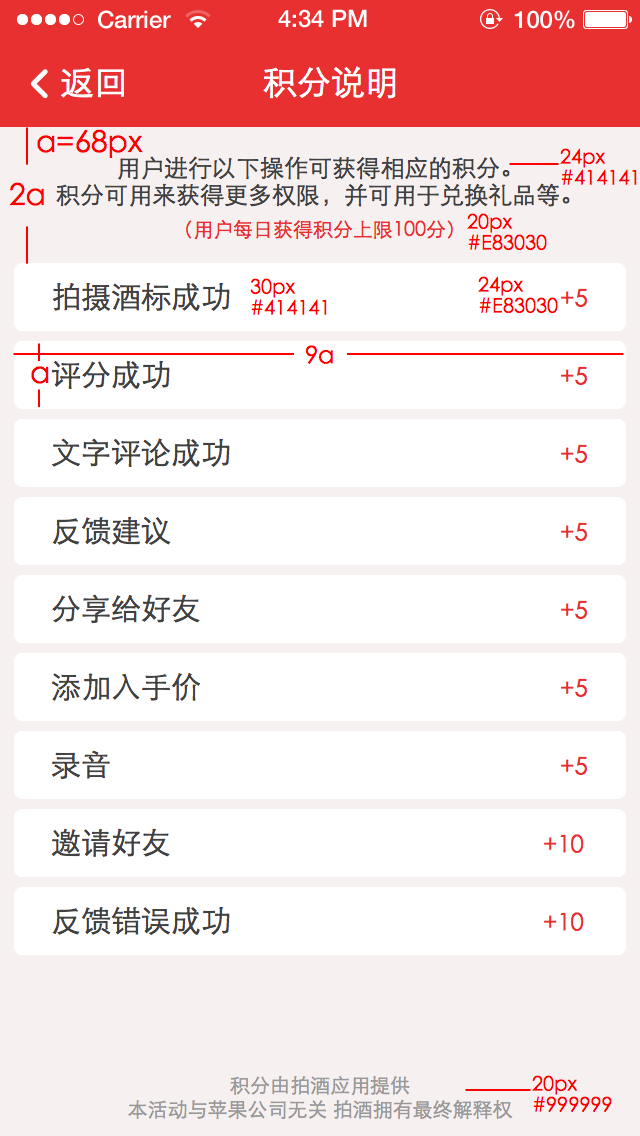 Carrier 4:34 PM 100%
返回 积分说明
a=68px
用户进行以下操作可获得相应的积分。 24px
#414141
2a 积分可用来获得更多权限，并可用于兑换礼品等。
（用户每日获得积分上限100分） 20px
#E83030
拍摄酒标成功 30px 24px +5
#414141 #E83030
9a
a 评分成功 +5
文字评论成功 +5
反馈建议 +5
分享给好友 +5
添加入手价 +5
录音 +5
邀请好友 +10
反馈错误成功 +10
积分由拍酒应用提供 20px
本活动与苹果公司无关 拍酒拥有最终解释权 #999999